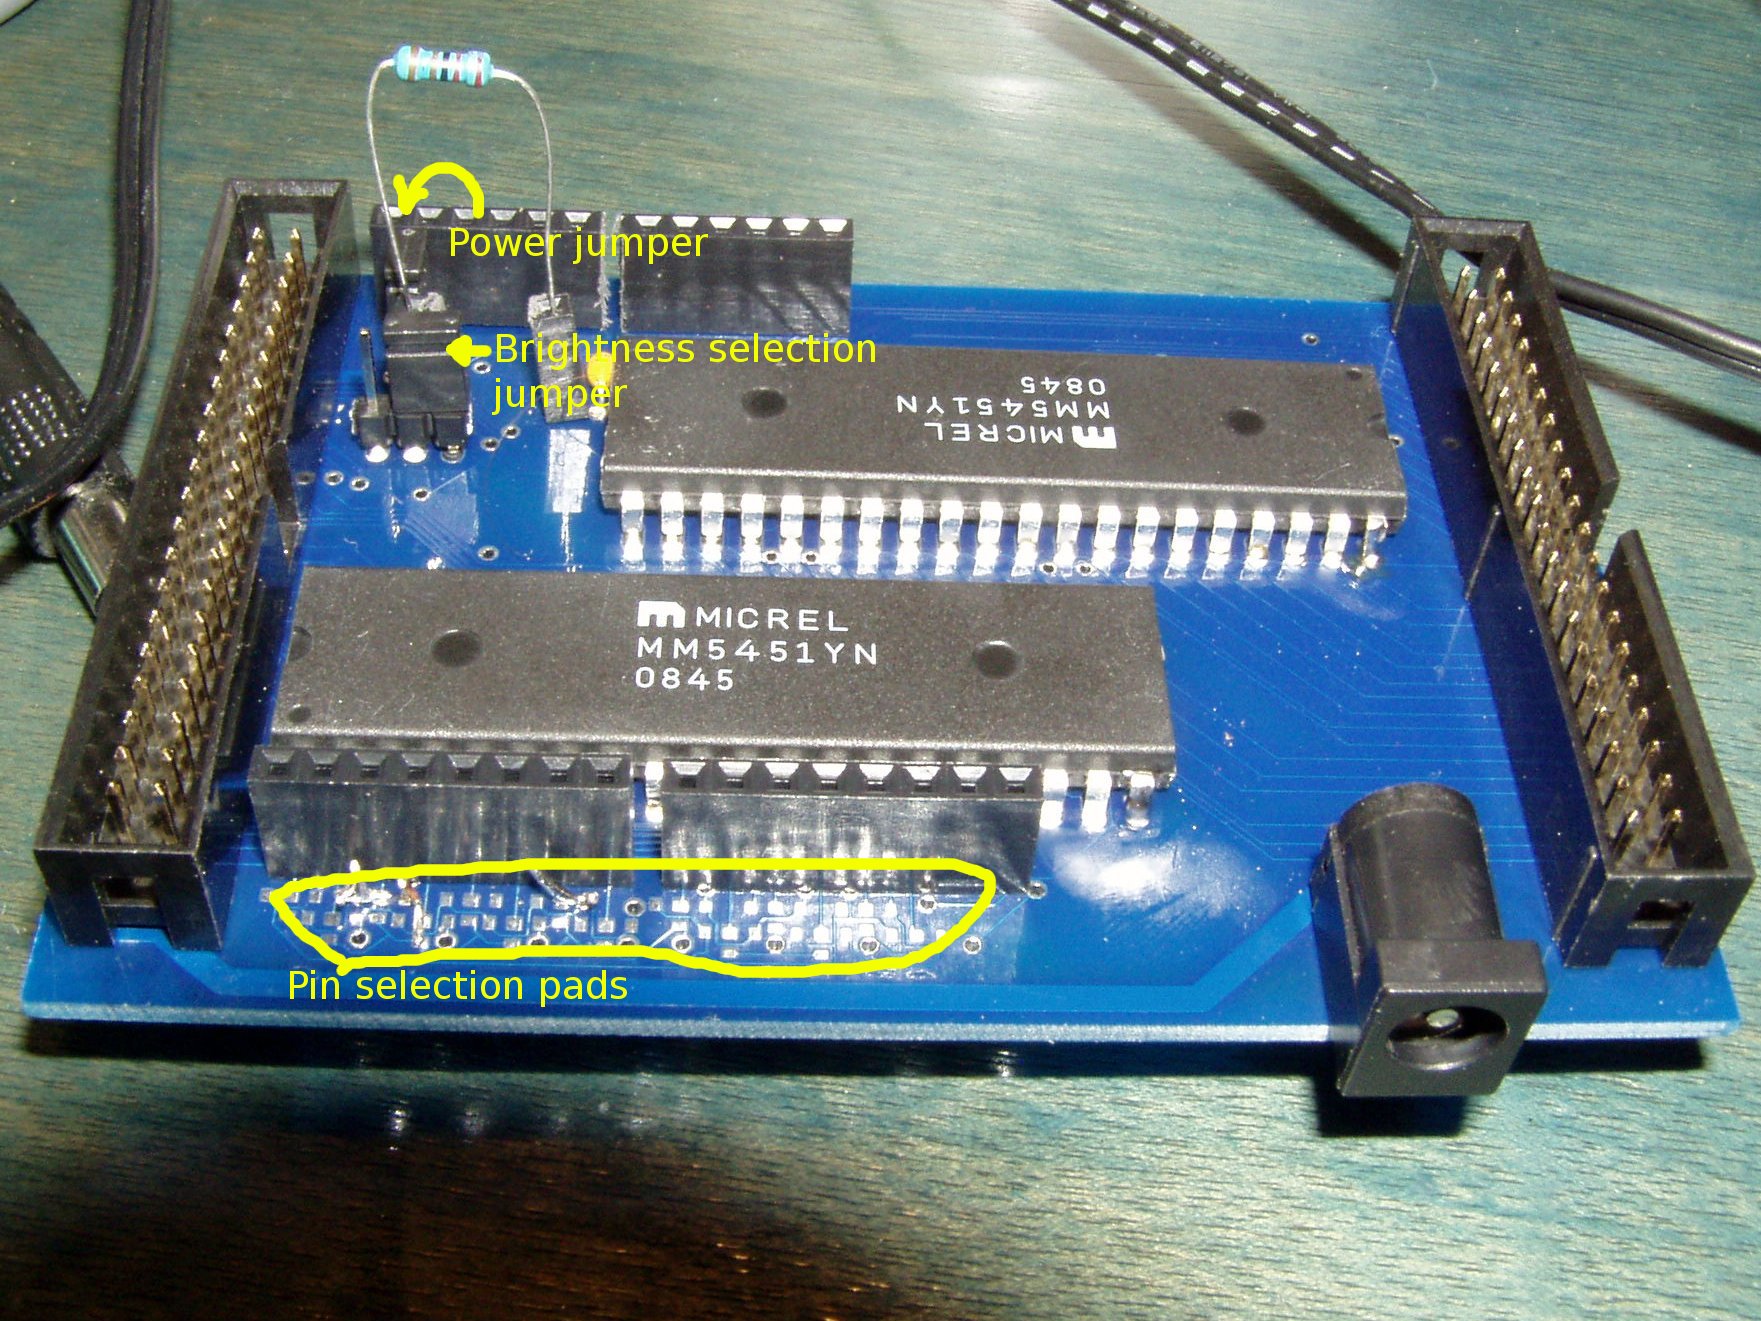 Power jumper
Brightness selection
jumper
MICREL
MM5451YN
0845
MICREL
MM5451YN
0845
Pin selection pads